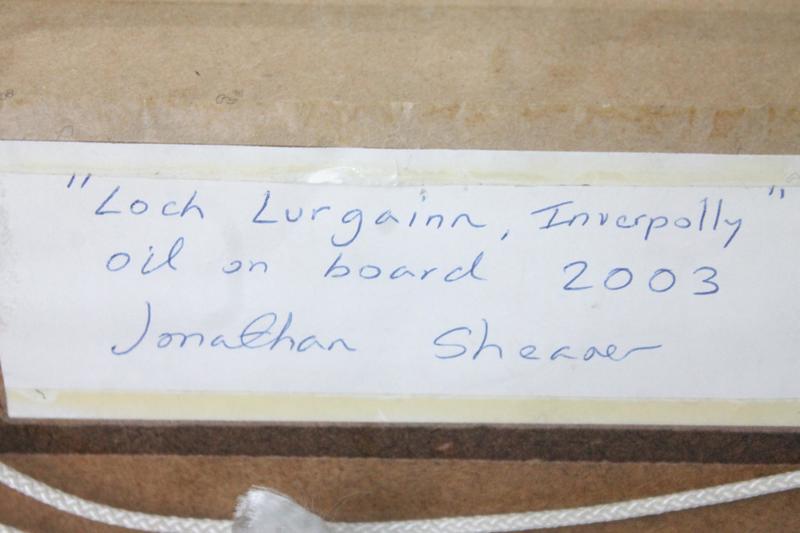 "Loch Lurgainn, Inverpolly"
oil on board 2003
Jonathan Shearer